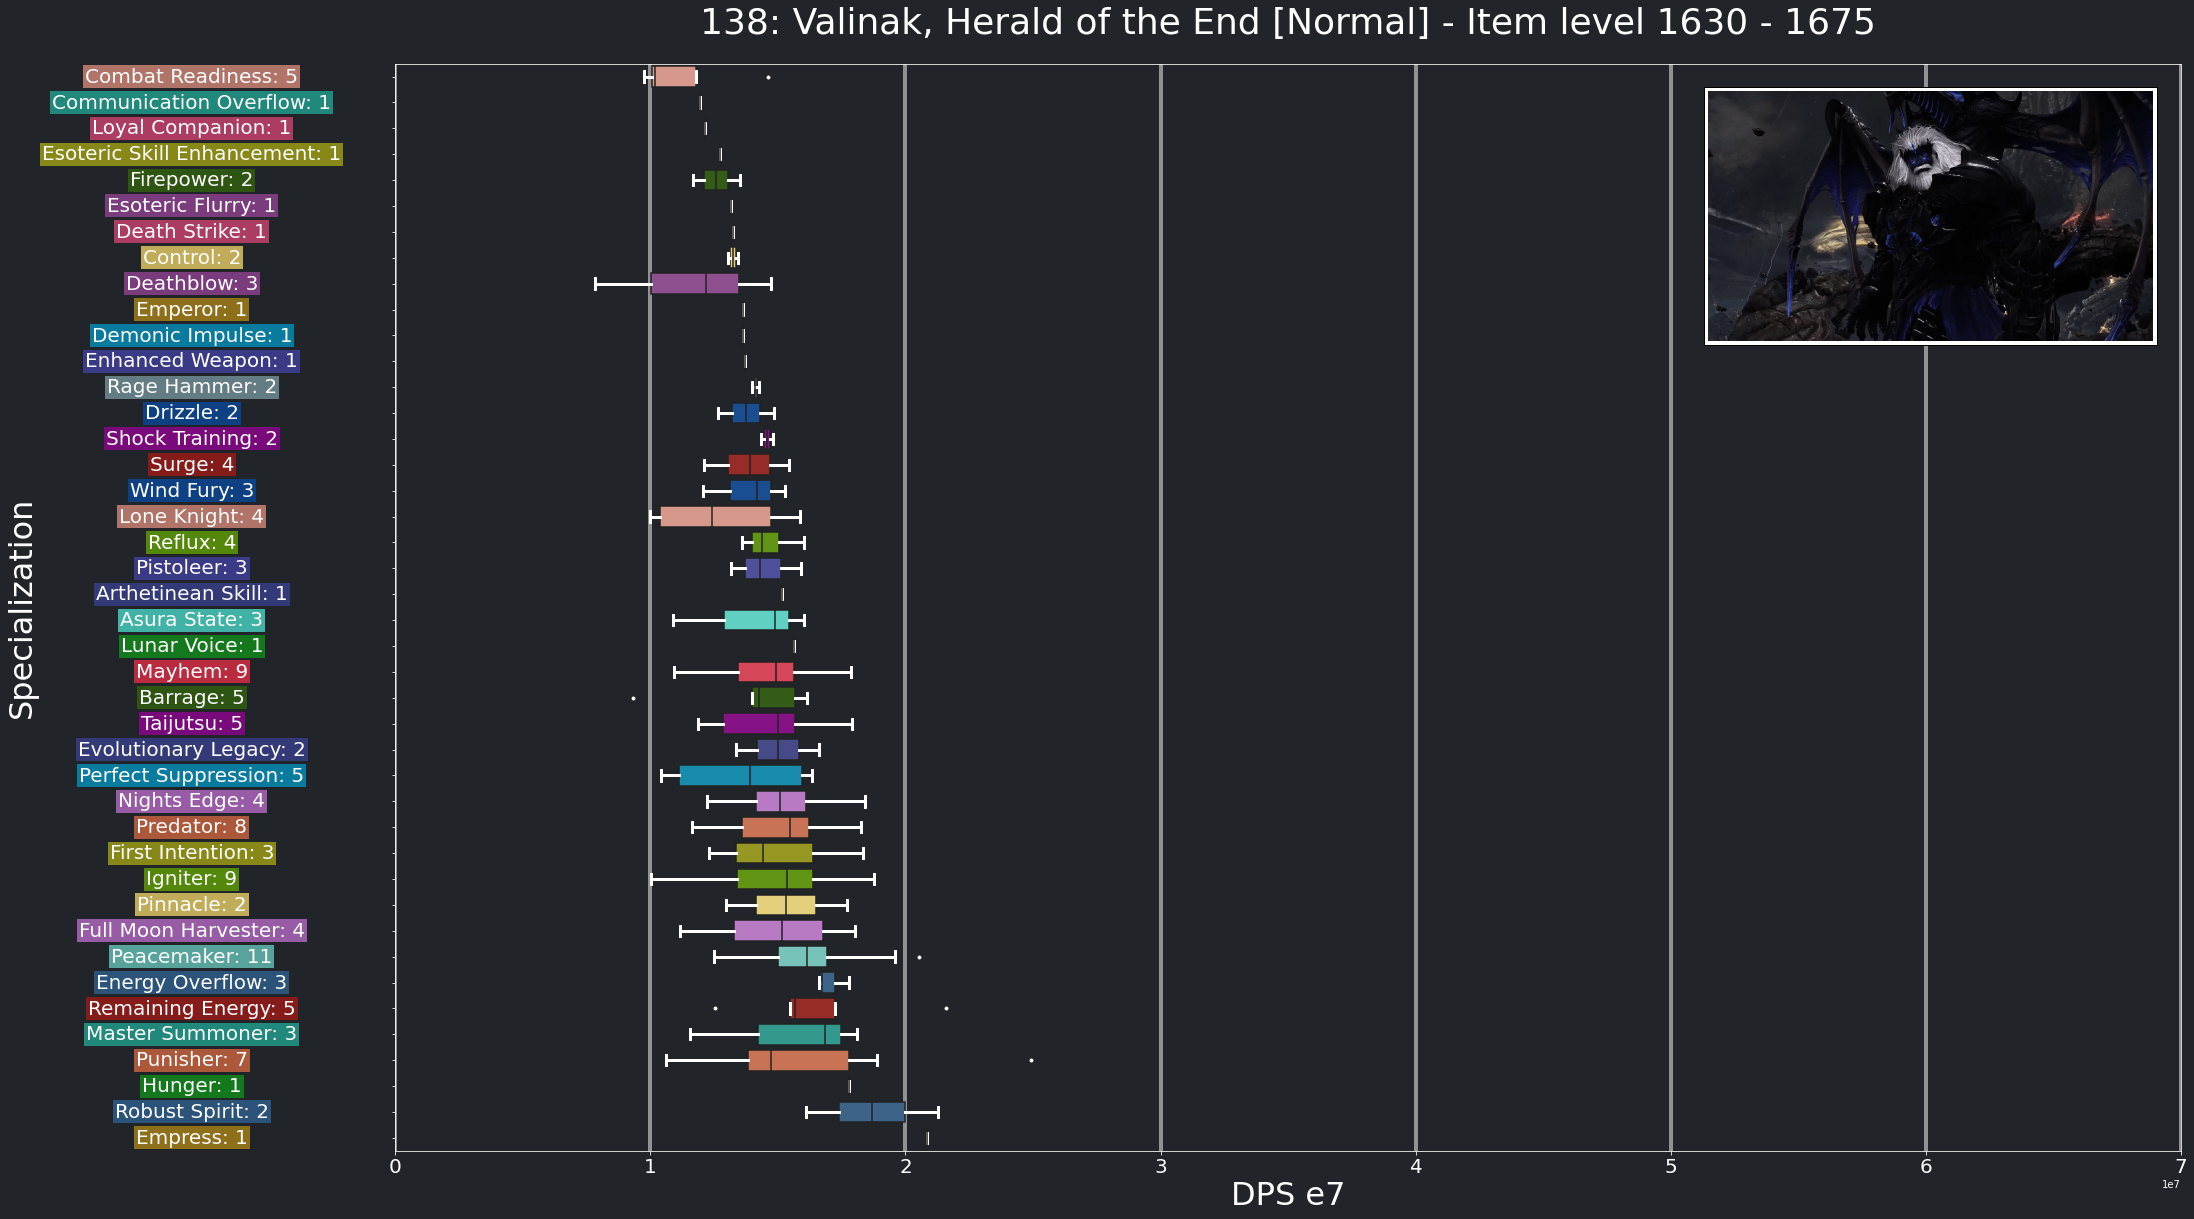 138: Valinak, Herald of the End [Normal] - Item level 1630 - 1675
Combat Readiness: 5
Communication Overflow: 1
Loyal Companion: 1
Esoteric Skill Enhancement: 1
Firepower: 2
Esoteric Flurry: 1
Death Strike: 1
Control: 2
Deathblow: 3
Emperor: 1
Demonic Impulse: 1
Enhanced Weapon: 1
Rage Hammer: 2
Drizzle: 2
Shock Training: 2
Surge: 4
Wind Fury: 3
Lone Knight: 4
Reflux: 4
Pistoleer: 3
Arthetinean Skill: 1
Asura State: 3
Lunar Voice: 1
Mayhem: 9
Barrage: 5
Taijutsu: 5
Evolutionary Legacy: 2
Perfect Suppression: 5
Nights Edge: 4
Predator: 8
First Intention: 3
Igniter: 9
Pinnacle: 2
Full Moon Harvester: 4
Peacemaker: 11
Energy Overflow: 3
Remaining Energy: 5
Master Summoner: 3
Punisher: 7
Hunger: 1
Robust Spirit: 2
Empress: 1
Specialization
0 1 2 3 4 5 6 7
1e7
DPS e7